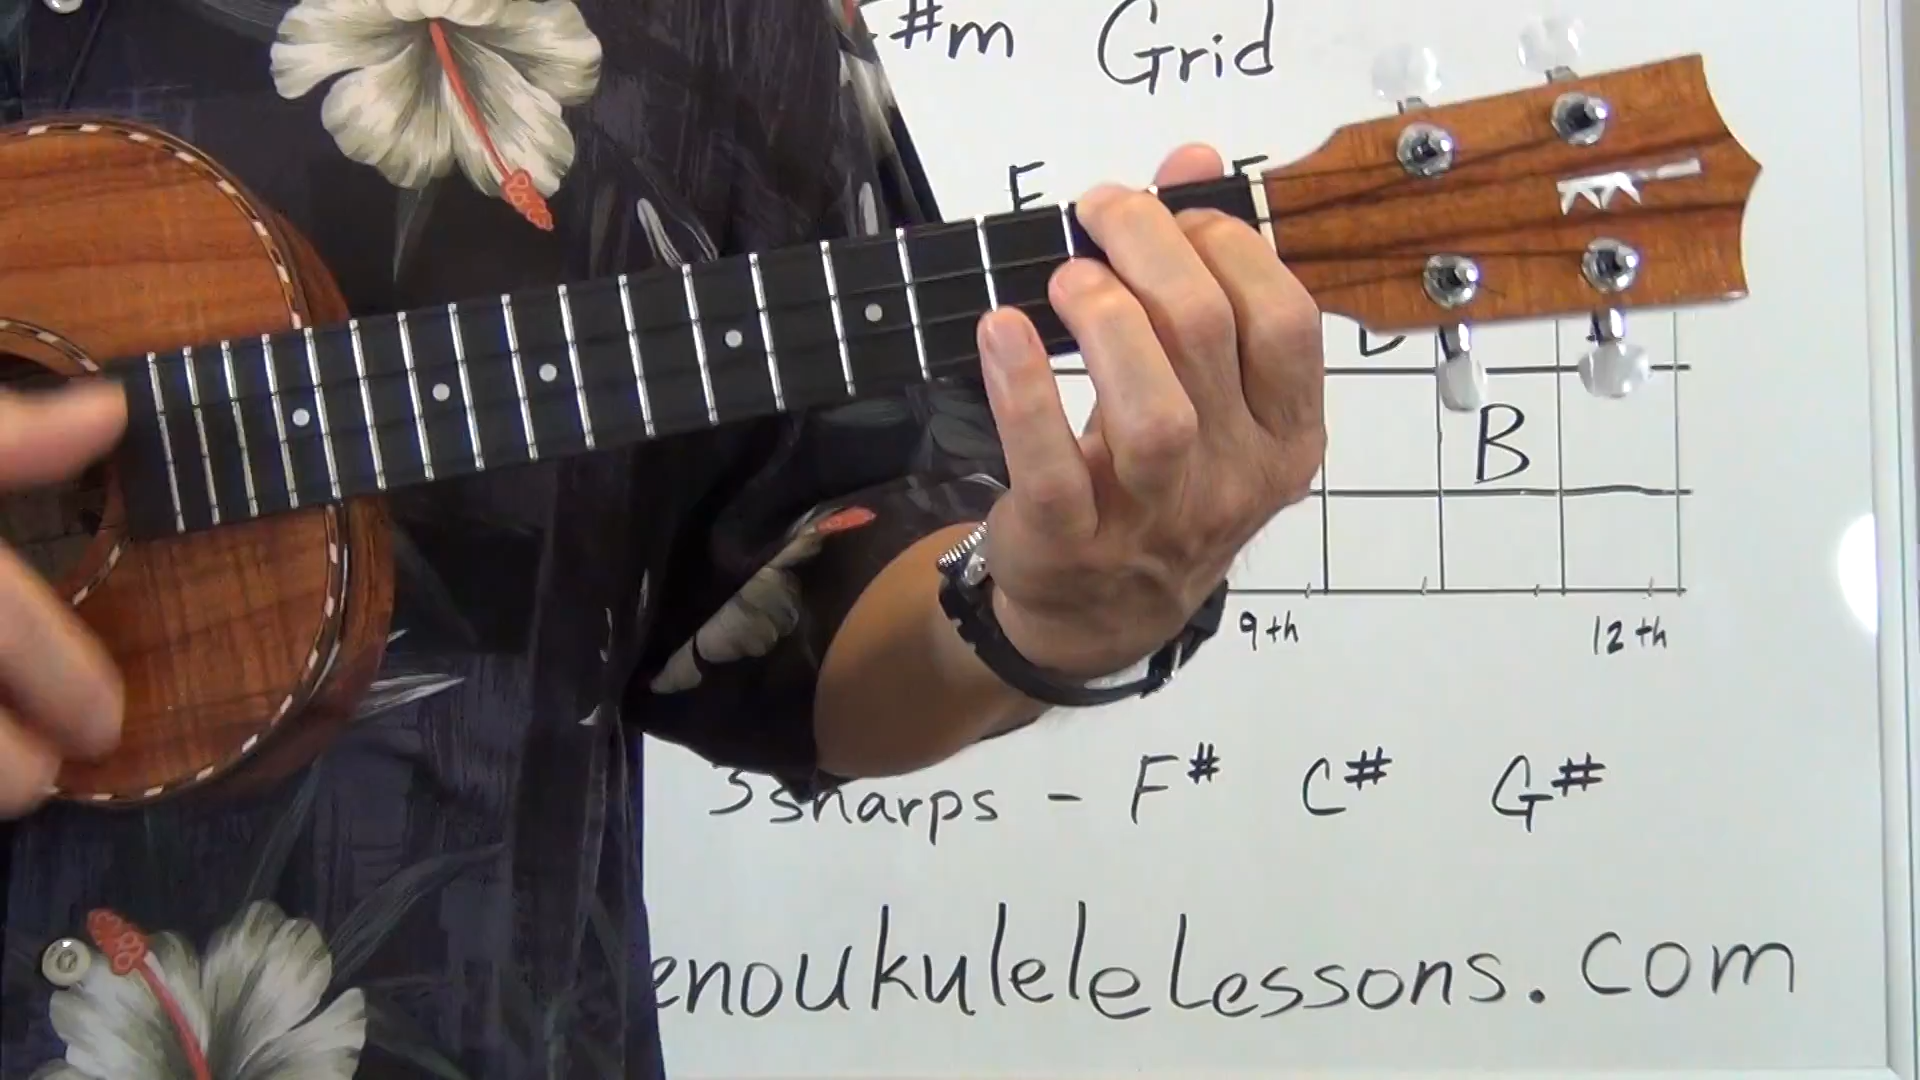 #m Grid
E
B
9th 12th
3 sharps - F# C# G#
enoukulelelessons.com